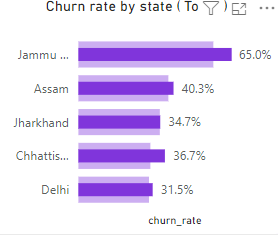 Churn rate by state ( To )
Jammu ... 65.0%
Assam 40.3%
Jharkhand 34.7%
Chhattis... 36.7%
Delhi 31.5%
churn_rate